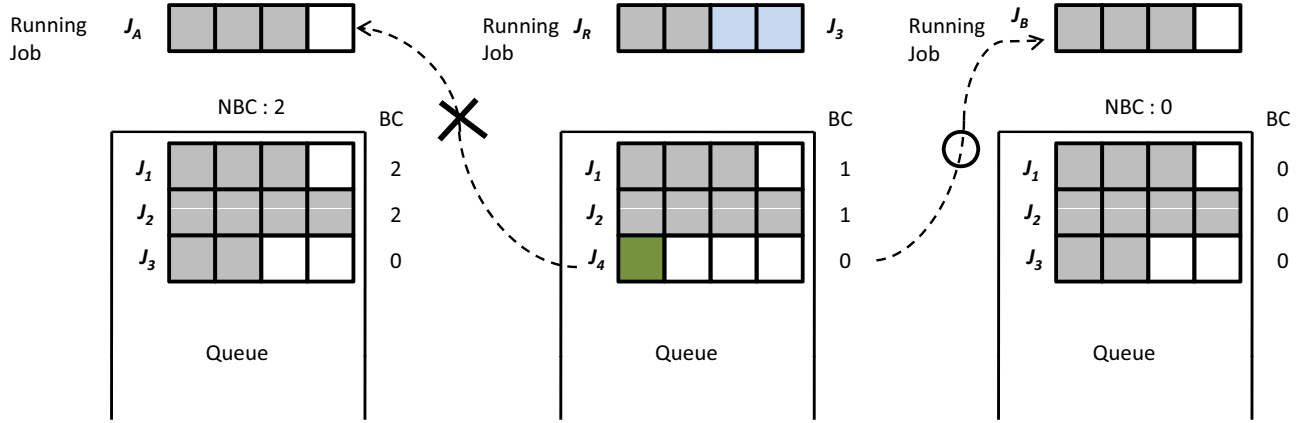 Running Job
J_A
NBC : 2
BC
J_1 2
J_2 2
J_3 0
Queue
Running Job
J_R
J_3
BC
J_1 1
J_2 1
J_4 0
Queue
Running Job
J_B
NBC : 0
BC
J_1 0
J_2 0
J_3 0
Queue